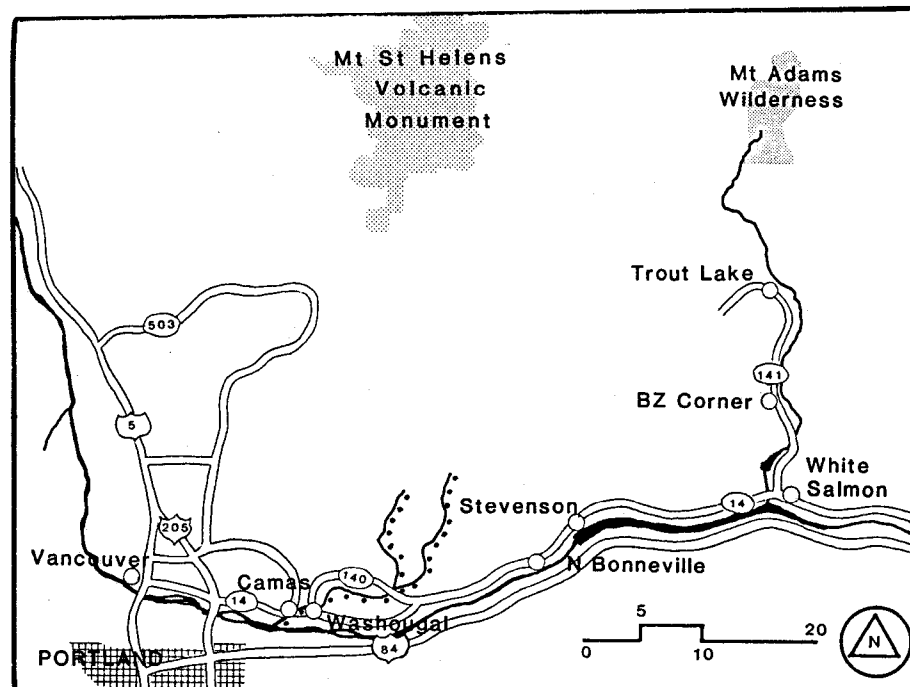 Mt St Helens
Volcanic
Monument
Mt Adams
Wilderness
Trout Lake
503
141
BZ Corner
5
White
Salmon
Stevenson
14
205
Vancouver
N Bonneville
Camas
140
14
Washougal
5
20
84
N
PORTLAND
0
10